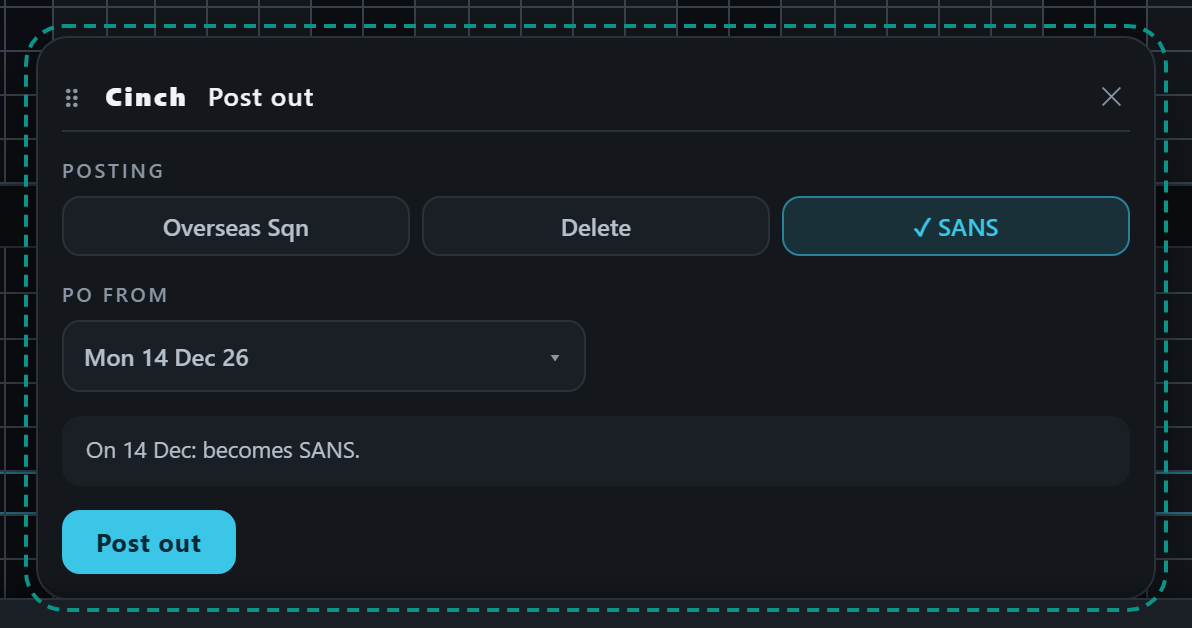 Cinch Post out
POSTING
Overseas Sqn Delete ✓ SANS
PO FROM
Mon 14 Dec 26
On 14 Dec: becomes SANS.
Post out